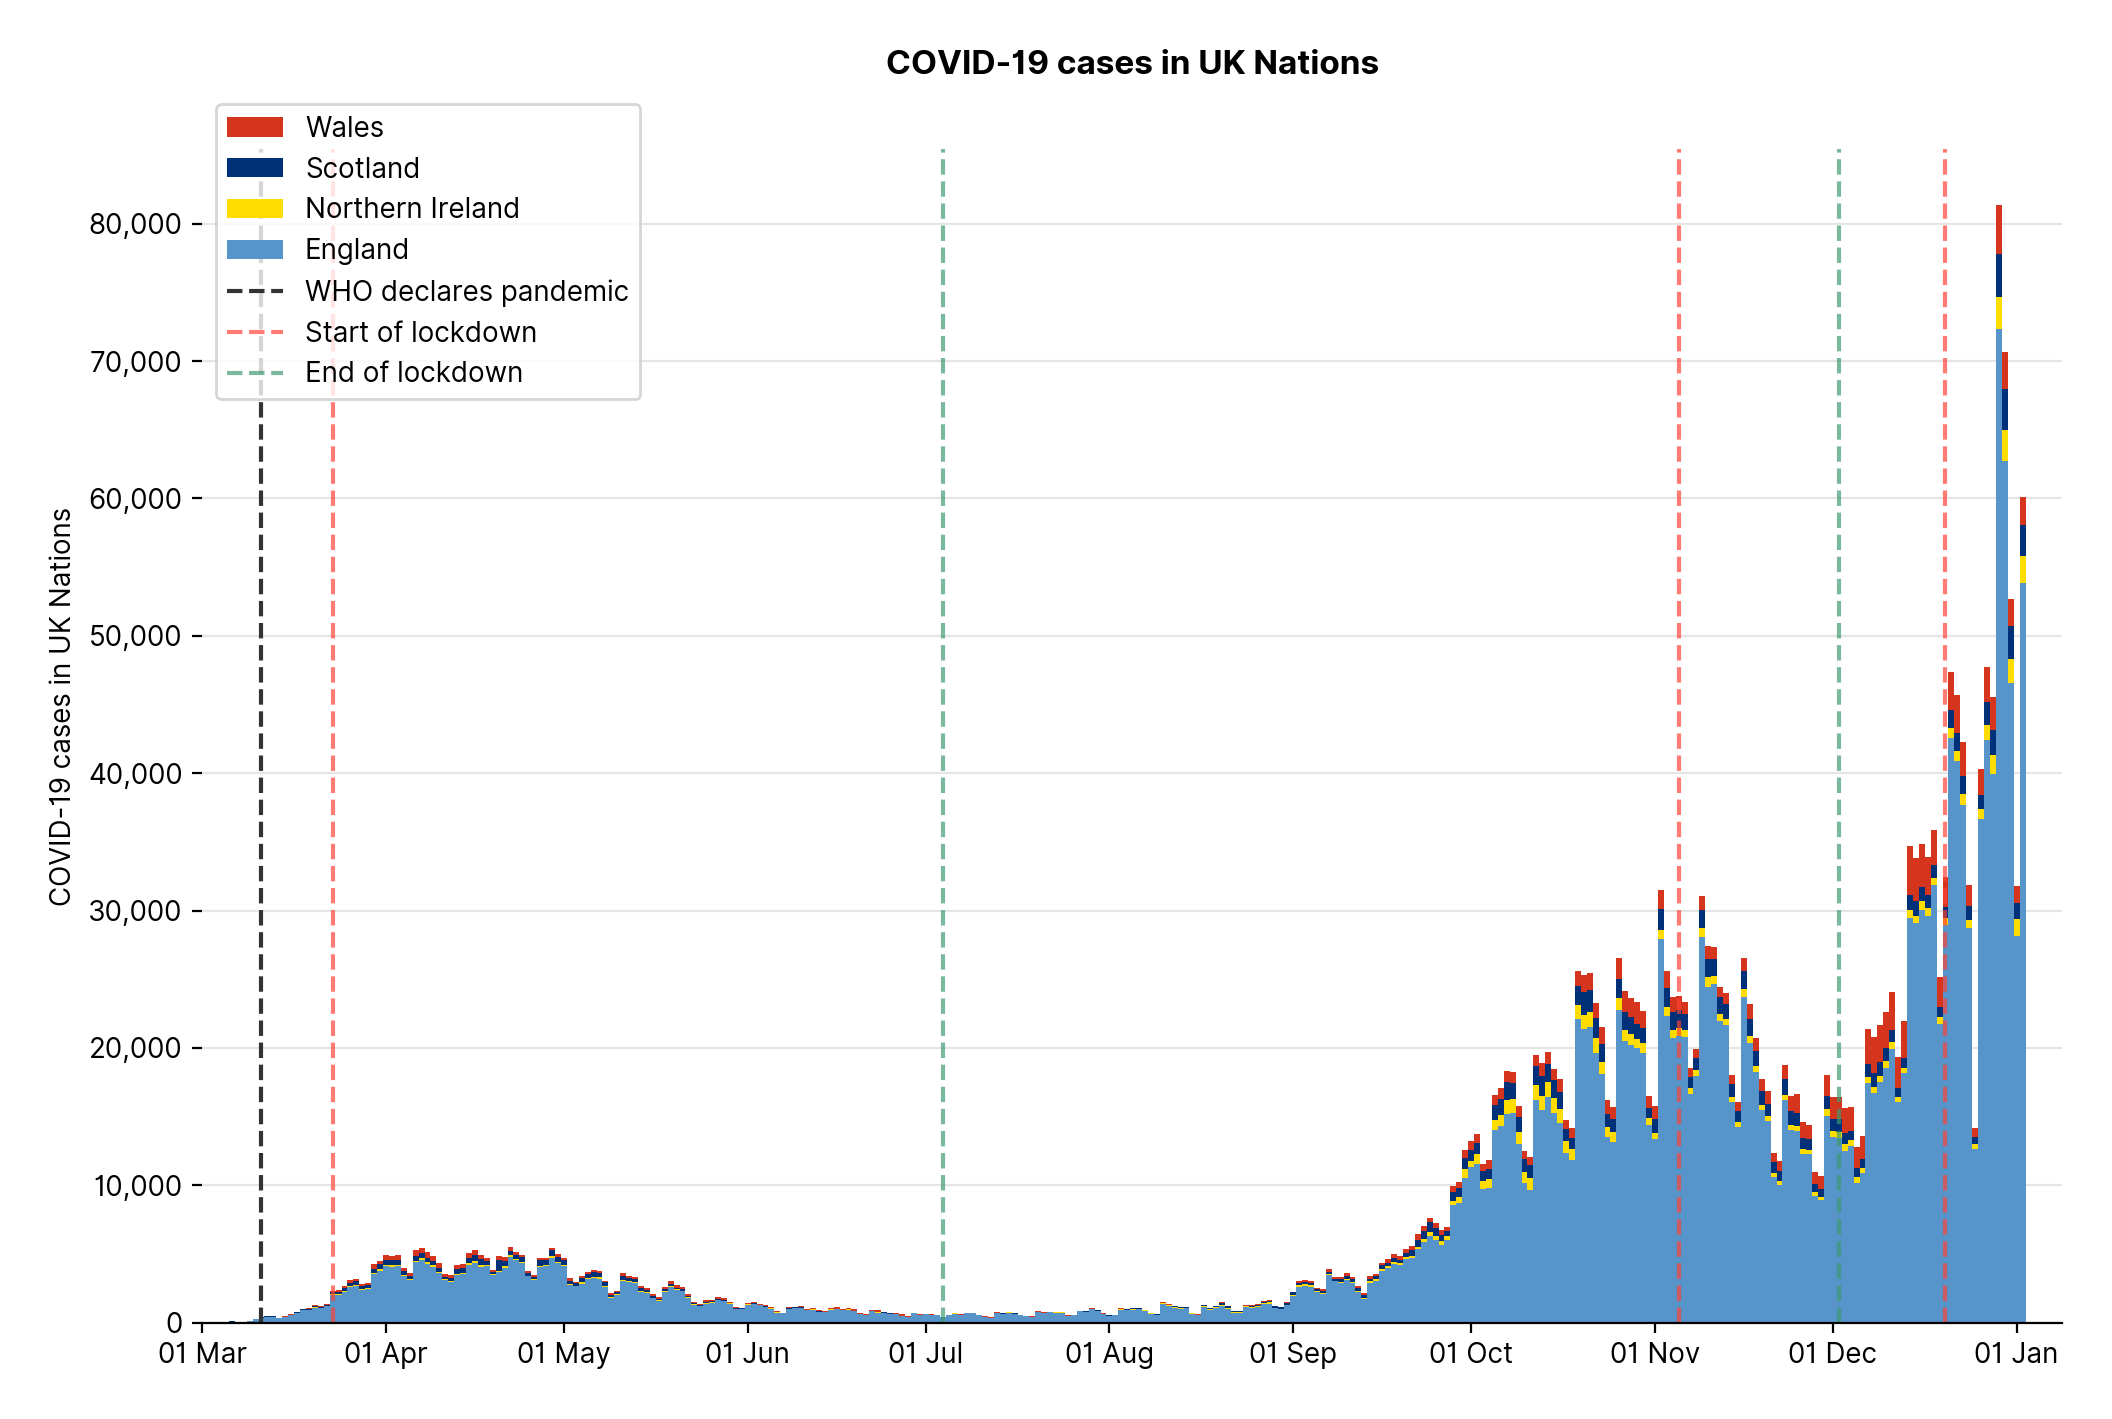 COVID-19 cases in UK Nations
Wales
Scotland
Northern Ireland
England
WHO declares pandemic
Start of lockdown
End of lockdown
COVID-19 cases in UK Nations
80,000
70,000
60,000
50,000
40,000
30,000
20,000
10,000
0
01 Mar
01 Apr
01 May
01 Jun
01 Jul
01 Aug
01 Sep
01 Oct
01 Nov
01 Dec
01 Jan